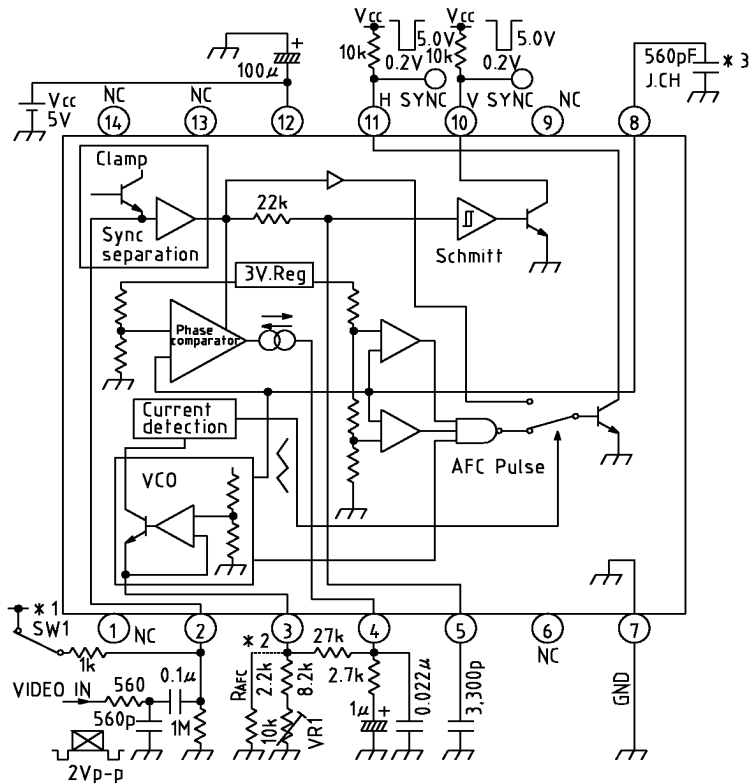 Vcc
10k
5.0V
0.2V
Vcc
10k
5.0V
0.2V
560pF
J.CH
* 3
100μ
+
Vcc
5V
NC
14
NC
13
12
11
H SYNC
10
V SYNC
NC
9
8
Clamp
Sync
separation
22k
Schmitt
3V.Reg
Phase
comparator
Current
detection
AFC Pulse
VCO
* 1
SW1
1
NC
2
3
4
5
6
NC
7
1k
* 2
27k
RAFC
2.2k
8.2k
2.7k
0.022μ
3,300p
GND
VIDEO IN
560
0.1μ
560p
1M
10k
VR1
1μ
+
2Vp-p